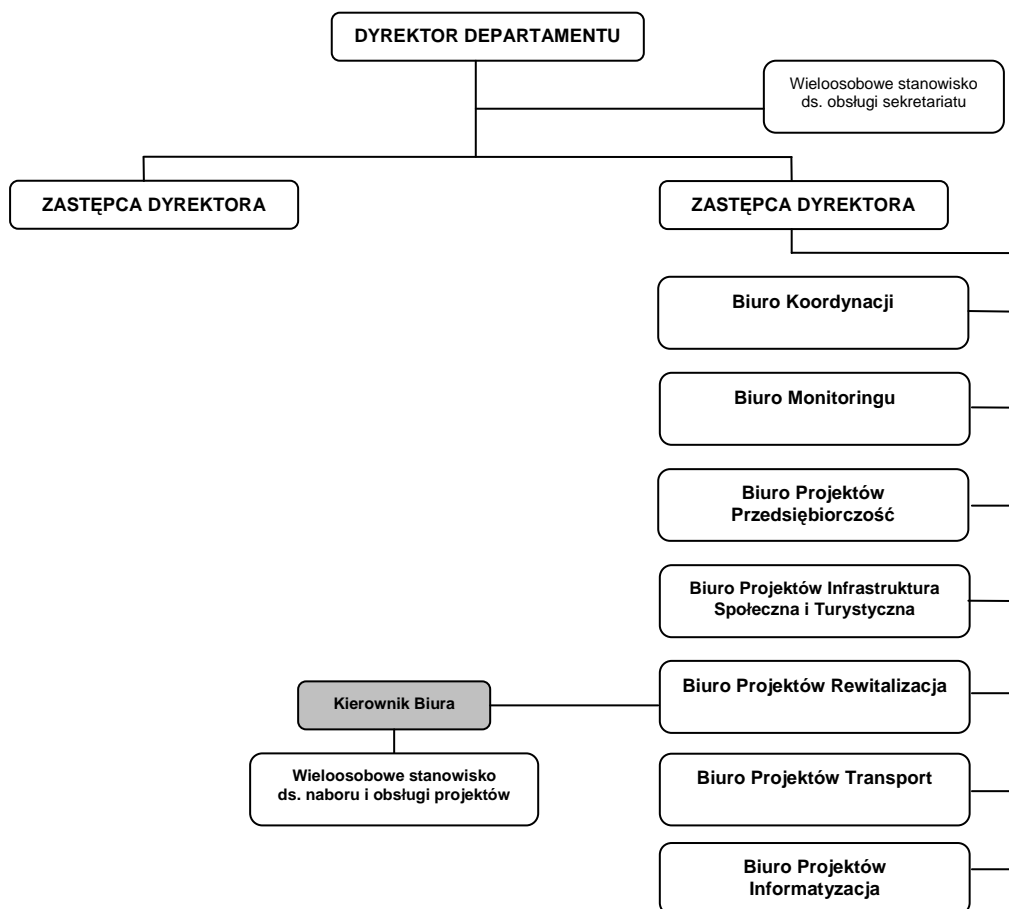 DYREKTOR DEPARTAMENTU
Wieloosobowe stanowisko
ds. obsługi sekretariatu
ZASTĘPCA DYREKTORA
ZASTĘPCA DYREKTORA
Biuro Koordynacji
Biuro Monitoringu
Biuro Projektów
Przedsiębiorczość
Biuro Projektów Infrastruktura
Społeczna i Turystyczna
Biuro Projektów Rewitalizacja
Kierownik Biura
Wieloosobowe stanowisko
ds. naboru i obsługi projektów
Biuro Projektów Transport
Biuro Projektów
Informatyzacja